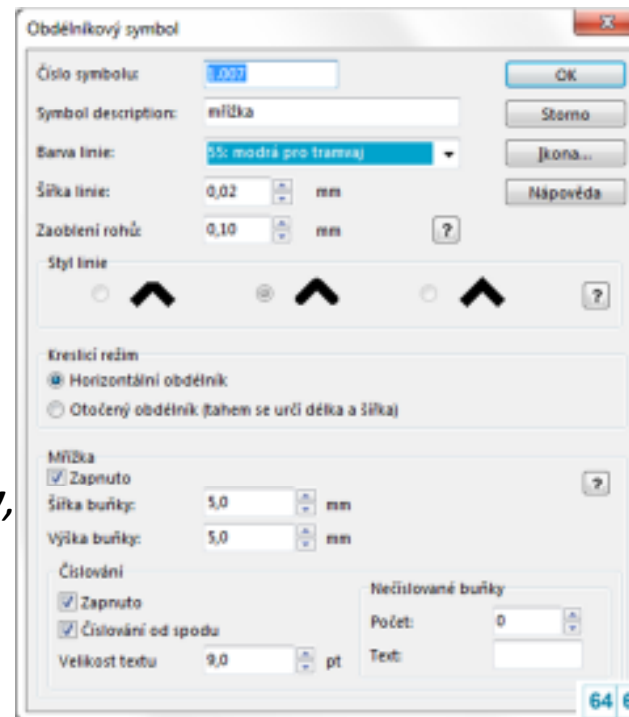 Obdélníkový symbol
Číslo symbolu: 1.007 OK
Symbol description: mřížka Storno
Barva linie: 55: modrá pro tramvaj Ikona...
Šířka linie: 0,02 mm Nápověda
Zaoblení rohů: 0,10 mm ?
Styl linie
?
Kreslicí režim
Horizontální obdélník
Otočený obdélník (tahem se určí délka a šířka)
Mřížka
Zapnuto ?
Šířka buňky: 5,0 mm
Výška buňky: 5,0 mm
Číslování
Zapnuto
Číslování od spodu
Velikost textu 9,0 pt
Nečíslované buňky
Počet: 0
Text:
64